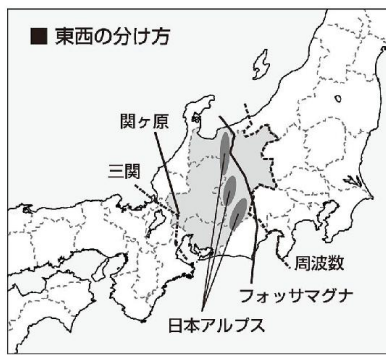 ■ 東西の分け方
関ヶ原
三関
周波数
フォッサマグナ
日本アルプス